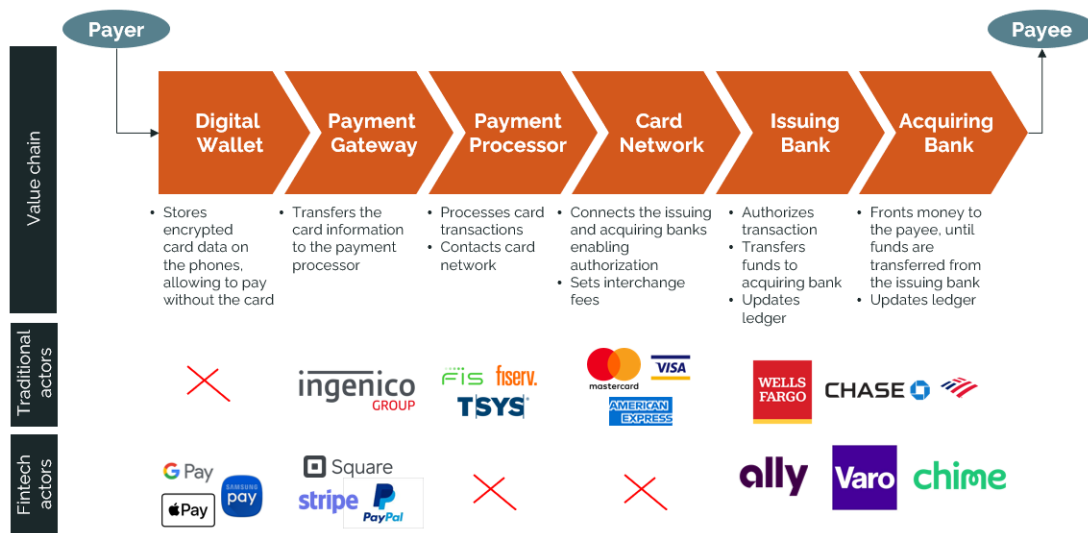 Payer
Payee
Value chain
Digital
Wallet
Payment
Gateway
Payment
Processor
Card
Network
Issuing
Bank
Acquiring
Bank
• Stores
encrypted
card data on
the phones,
allowing to pay
without the card
• Transfers the
card information
to the payment
processor
• Processes card
transactions
• Contacts card
network
• Connects the issuing
and acquiring banks
enabling
authorization
• Sets interchange
fees
• Authorizes
transaction
• Transfers
funds to
acquiring bank
• Updates
ledger
• Fronts money to
the payee, until
funds are
transferred from
the issuing bank
• Updates ledger
Traditional
actors
ingenico
GROUP
FIS
fiserv.
TSYS
mastercard
VISA
AMERICAN
EXPRESS
WELLS
FARGO
CHASE
Fintech
actors
G Pay
SAMSUNG
pay
Pay
Square
stripe
PayPal
ally
Varo
chime